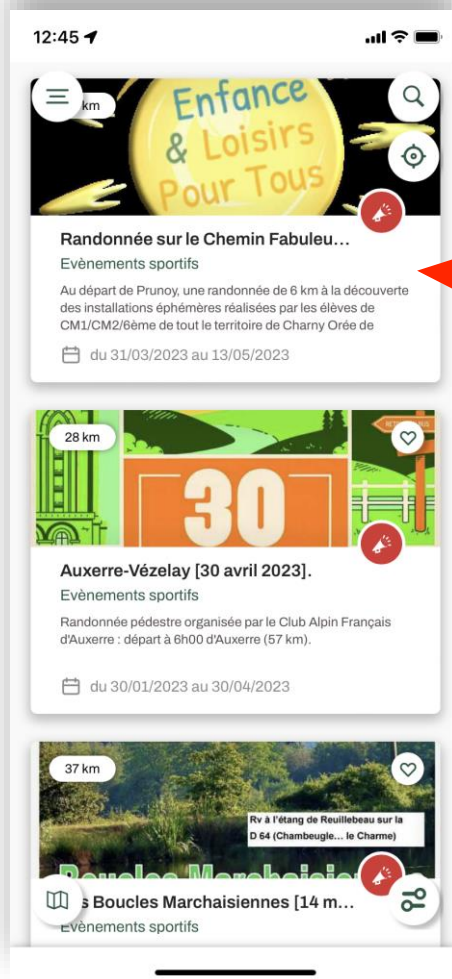 12:45
km
Enfance
& Loisirs
Pour Tous
Randonnée sur le Chemin Fabuleu...
Evènements sportifs
Au départ de Prunoy, une randonnée de 6 km à la découverte
des installations éphémères réalisées par les élèves de
CM1/CM2/6ème de tout le territoire de Charny Orée de
du 31/03/2023 au 13/05/2023
28 km
30
Auxerre-Vézelay [30 avril 2023].
Evènements sportifs
Randonnée pédestre organisée par le Club Alpin Français
d'Auxerre : départ à 6h00 d'Auxerre (57 km).
du 30/01/2023 au 30/04/2023
37 km
Rv à l'étang de Reuillebeau sur la
D 64 (Chambeugle... le Charme)
s Boucles Marchaisiennes [14 m...
Evènements sportifs